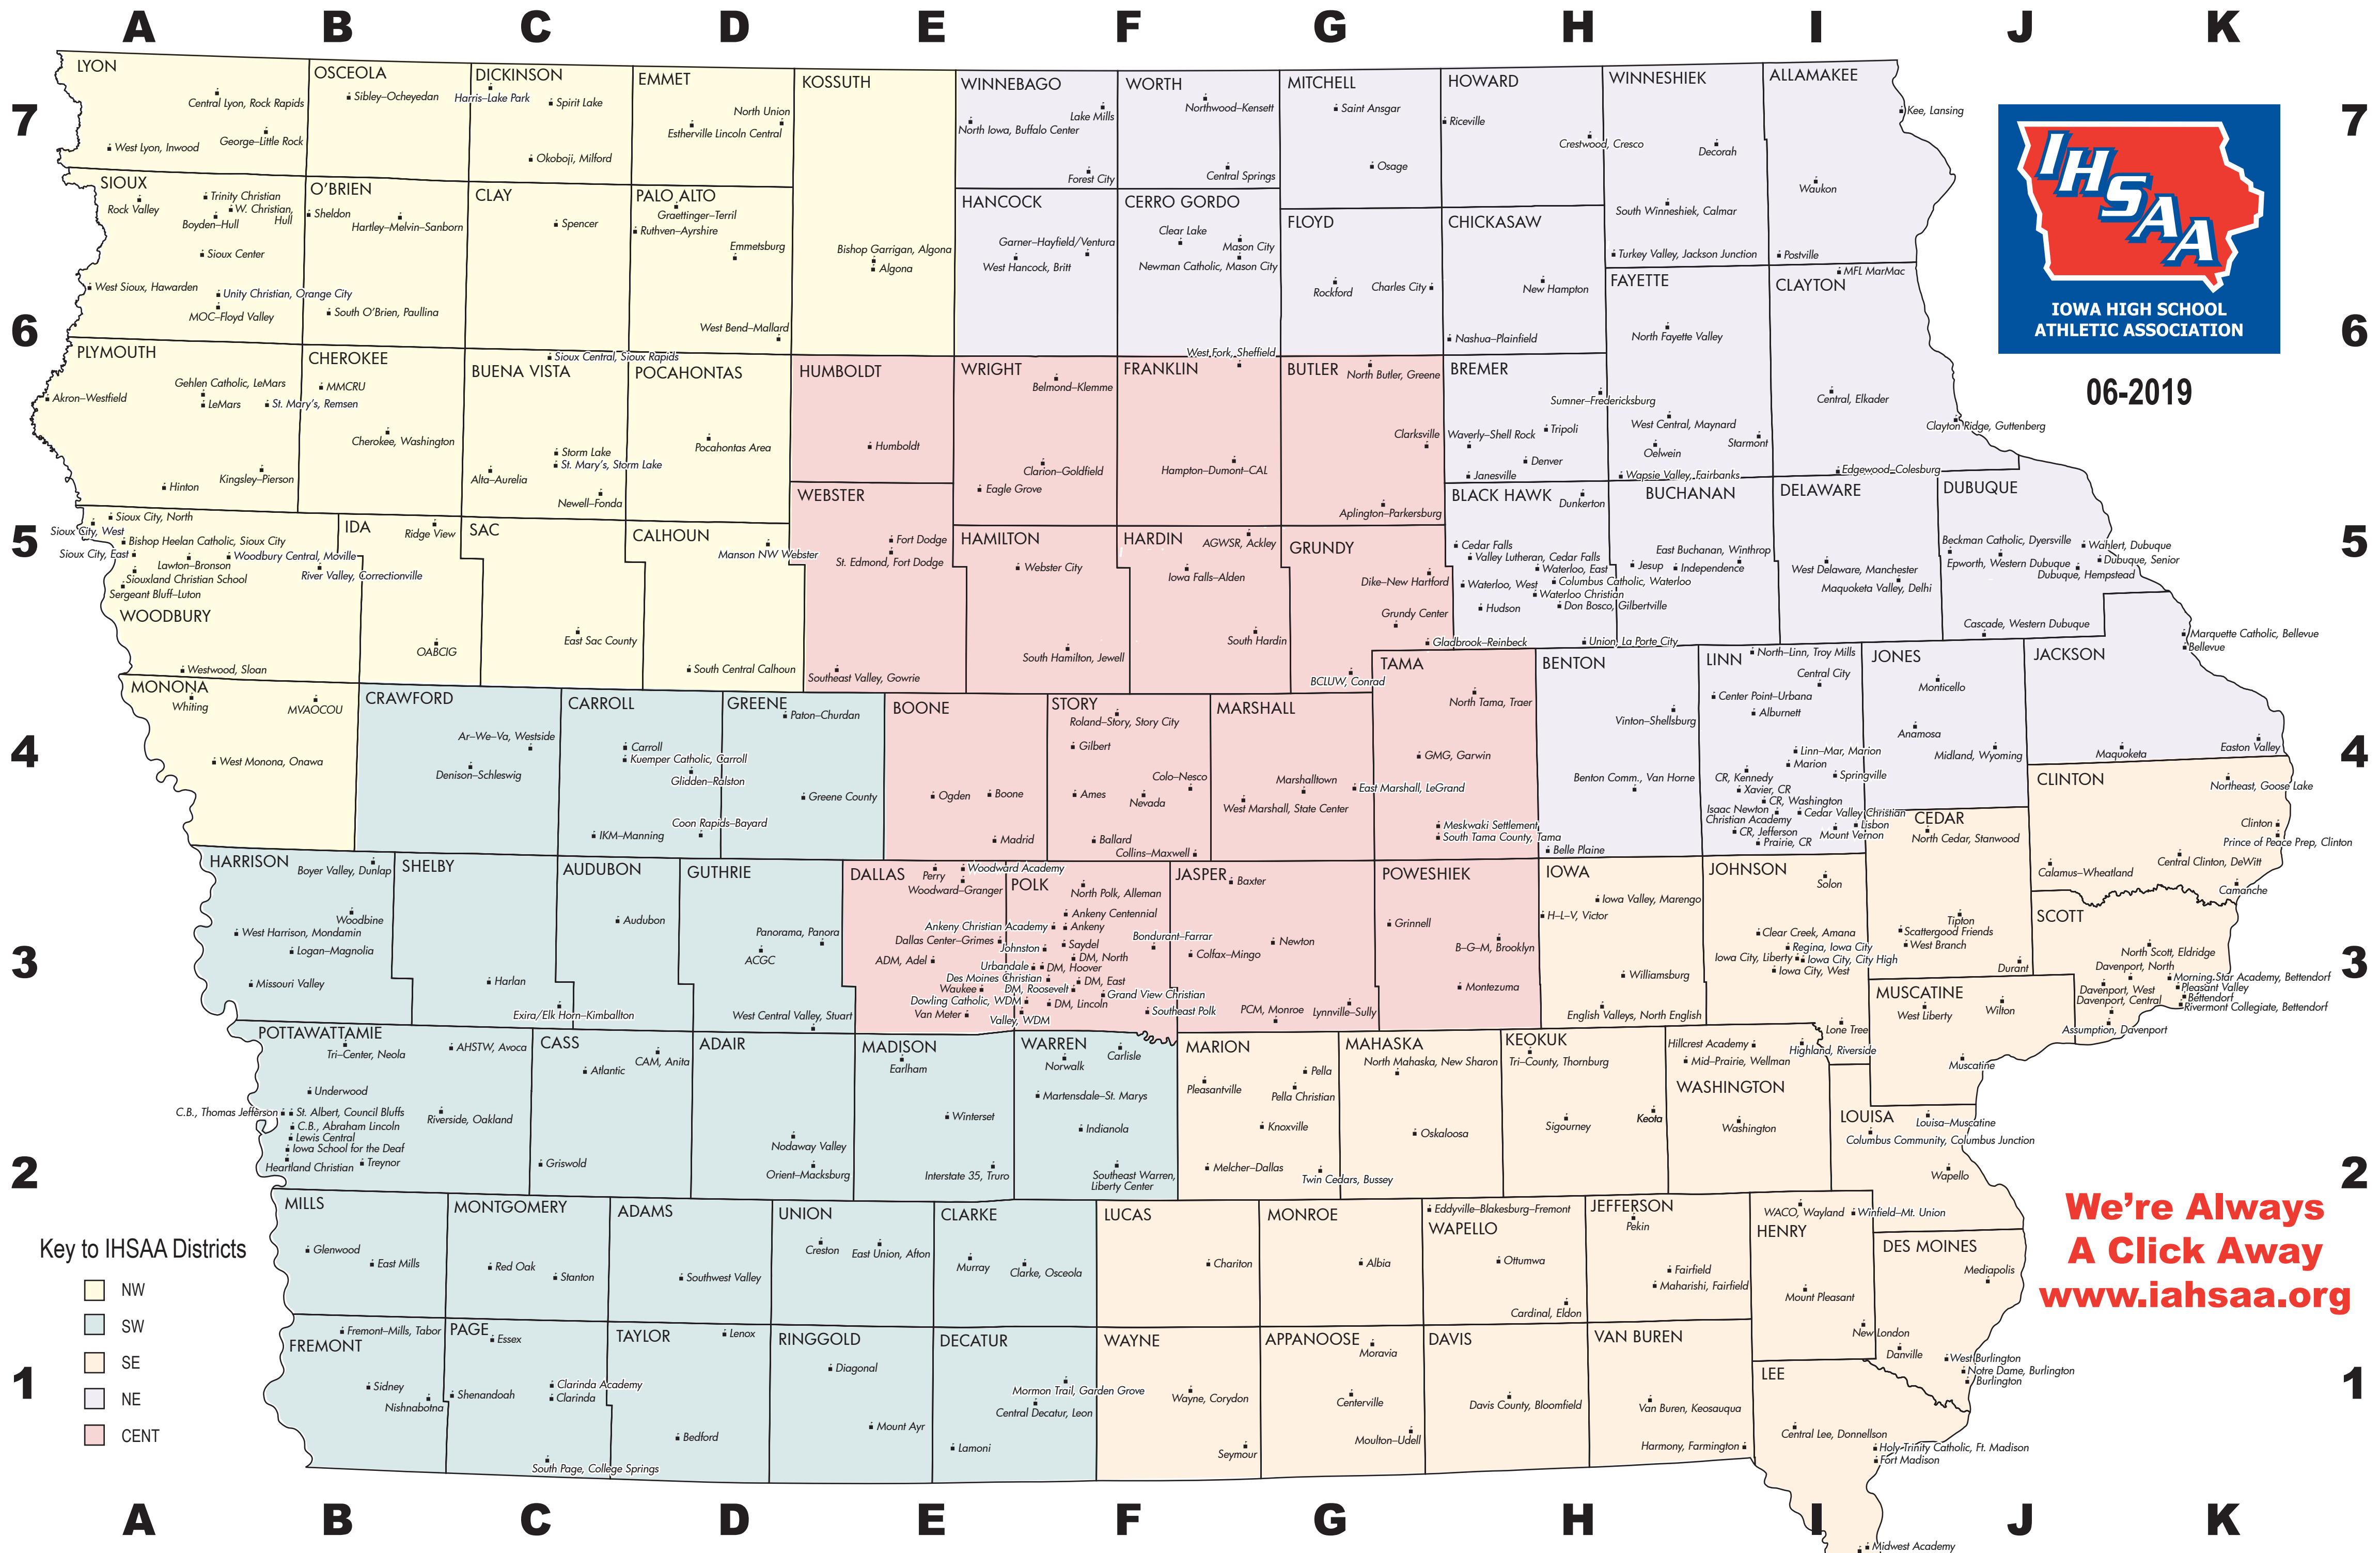 A B C D E F G H I J K
7
LYON
Central Lyon, Rock Rapids
George–Little Rock
West Lyon, Inwood
OSCEOLA
Sibley–Ocheyedan
DICKINSON
Harris–Lake Park
Spirit Lake
Okoboji, Milford
EMMET
North Union
Estherville Lincoln Central
KOSSUTH
Bishop Garrigan, Algona
Algona
WINNEBAGO
Lake Mills
North Iowa, Buffalo Center
Forest City
WORTH
Northwood–Kensett
Central Springs
MITCHELL
Saint Ansgar
Osage
HOWARD
Riceville
Crestwood, Cresco
WINNESHIEK
Decorah
South Winneshiek, Calmar
Turkey Valley, Jackson Junction
ALLAMAKEE
Kee, Lansing
Waukon
Postville
7
IHSAA
IOWA HIGH SCHOOL
ATHLETIC ASSOCIATION
06-2019
6
SIOUX
Rock Valley
Trinity Christian
W. Christian,
Hull
Boyden–Hull
Sioux Center
West Sioux, Hawarden
Unity Christian, Orange City
MOC–Floyd Valley
O'BRIEN
Sheldon
Hartley–Melvin–Sanborn
South O'Brien, Paullina
CLAY
Spencer
PALO ALTO
Graettinger–Terril
Ruthven–Ayrshire
Emmetsburg
West Bend–Mallard
HANCOCK
Garner–Hayfield/Ventura
West Hancock, Britt
CERRO GORDO
Clear Lake
Mason City
Newman Catholic, Mason City
FLOYD
Rockford
Charles City
CHICKASAW
New Hampton
Nashua–Plainfield
FAYETTE
North Fayette Valley
West Central, Maynard
Starmont
Oelwein
Wapsie Valley, Fairbanks
CLAYTON
MFL MarMac
Central, Elkader
Clayton Ridge, Guttenberg
Edgewood–Colesburg
6
PLYMOUTH
Gehlen Catholic, LeMars
Akron–Westfield
LeMars
St. Mary's, Remsen
Kingsley–Pierson
Hinton
CHEROKEE
MMCRU
Cherokee, Washington
BUENA VISTA
Sioux Central, Sioux Rapids
Storm Lake
St. Mary's, Storm Lake
Alta–Aurelia
Newell–Fonda
POCAHONTAS
Pocahontas Area
HUMBOLDT
Humboldt
WRIGHT
Belmond–Klemme
Clarion–Goldfield
Eagle Grove
FRANKLIN
West Fork, Sheffield
Hampton–Dumont–CAL
BUTLER
North Butler, Greene
Clarksville
Aplington–Parkersburg
BREMER
Sumner–Fredericksburg
Waverly–Shell Rock
Tripoli
Denver
Janesville
5
WOODBURY
Sioux City, North
Sioux City, West
Bishop Heelan Catholic, Sioux City
Sioux City, East
Woodbury Central, Moville
Lawton–Bronson
Siouxland Christian School
Sergeant Bluff–Luton
River Valley, Correctionville
Westwood, Sloan
IDA
Ridge View
OABCIG
SAC
East Sac County
CALHOUN
Manson NW Webster
South Central Calhoun
WEBSTER
Fort Dodge
St. Edmond, Fort Dodge
Southeast Valley, Gowrie
HAMILTON
Webster City
South Hamilton, Jewell
HARDIN
AGWSR, Ackley
Iowa Falls–Alden
South Hardin
GRUNDY
Dike–New Hartford
Grundy Center
Gladbrook–Reinbeck
BCLUW, Conrad
BLACK HAWK
Dunkerton
Cedar Falls
Valley Lutheran, Cedar Falls
Waterloo, East
Waterloo, West
Columbus Catholic, Waterloo
Waterloo Christian
Hudson
Don Bosco, Gilbertville
Union, La Porte City
BUCHANAN
East Buchanan, Winthrop
Jesup
Independence
DELAWARE
West Delaware, Manchester
Maquoketa Valley, Delhi
DUBUQUE
Beckman Catholic, Dyersville
Wahlert, Dubuque
Epworth, Western Dubuque
Dubuque, Senior
Dubuque, Hempstead
Cascade, Western Dubuque
5
4
MONONA
Whiting
MVAOCOU
West Monona, Onawa
CRAWFORD
Ar–We–Va, Westside
Denison–Schleswig
CARROLL
Carroll
Kuemper Catholic, Carroll
Glidden–Ralston
Coon Rapids–Bayard
IKM–Manning
GREENE
Paton–Churdan
Greene County
BOONE
Ogden
Boone
Madrid
STORY
Roland–Story, Story City
Gilbert
Colo–Nesco
Ames
Nevada
Ballard
Collins–Maxwell
MARSHALL
Marshalltown
East Marshall, LeGrand
West Marshall, State Center
TAMA
North Tama, Traer
GMG, Garwin
Meskwaki Settlement
South Tama County, Tama
BENTON
Vinton–Shellsburg
Benton Comm., Van Horne
Belle Plaine
LINN
North–Linn, Troy Mills
Central City
Center Point–Urbana
Alburnett
Linn–Mar, Marion
Marion
Springville
CR, Kennedy
Xavier, CR
CR, Washington
Isaac Newton
Christian Academy
Cedar Valley Christian
CR, Jefferson
Lisbon
Mount Vernon
Prairie, CR
JONES
Monticello
Anamosa
Midland, Wyoming
JACKSON
Marquette Catholic, Bellevue
Bellevue
Maquoketa
Easton Valley
CLINTON
Northeast, Goose Lake
Clinton
Prince of Peace Prep, Clinton
Central Clinton, DeWitt
Calamus–Wheatland
Camanche
CEDAR
North Cedar, Stanwood
Tipton
Scattergood Friends
West Branch
Durant
4
3
HARRISON
Boyer Valley, Dunlap
Woodbine
West Harrison, Mondamin
Logan–Magnolia
Missouri Valley
SHELBY
Harlan
AUDUBON
Audubon
Exira/Elk Horn–Kimballton
GUTHRIE
Panorama, Panora
ACGC
West Central Valley, Stuart
DALLAS
Perry
Woodward Academy
Woodward–Granger
Dallas Center–Grimes
ADM, Adel
Waukee
Van Meter
POLK
North Polk, Alleman
Ankeny Centennial
Ankeny Christian Academy
Ankeny
Johnston
Saydel
Bondurant–Farrar
DM, North
Urbandale
DM, Hoover
Des Moines Christian
DM, East
DM, Roosevelt
Dowling Catholic, WDM
Grand View Christian
DM, Lincoln
Southeast Polk
Valley, WDM
JASPER
Baxter
Newton
Colfax–Mingo
PCM, Monroe
Lynnville–Sully
POWESHIEK
Grinnell
B–G–M, Brooklyn
Montezuma
IOWA
Iowa Valley, Marengo
H–L–V, Victor
Williamsburg
English Valleys, North English
JOHNSON
Solon
Clear Creek, Amana
Regina, Iowa City
Iowa City, Liberty
Iowa City, City High
Iowa City, West
Lone Tree
SCOTT
North Scott, Eldridge
Davenport, North
Morning Star Academy, Bettendorf
Pleasant Valley
Davenport, West
Bettendorf
Davenport, Central
Rivermont Collegiate, Bettendorf
Assumption, Davenport
MUSCATINE
West Liberty
Wilton
Muscatine
3
2
POTTAWATTAMIE
Tri–Center, Neola
AHSTW, Avoca
Underwood
C.B., Thomas Jefferson
St. Albert, Council Bluffs
C.B., Abraham Lincoln
Lewis Central
Iowa School for the Deaf
Heartland Christian
Treynor
Riverside, Oakland
CASS
CAM, Anita
Atlantic
Griswold
ADAIR
Nodaway Valley
Orient–Macksburg
MADISON
Earlham
Winterset
Interstate 35, Truro
WARREN
Norwalk
Carlisle
Martensdale–St. Marys
Indianola
Southeast Warren,
Liberty Center
MARION
Pella
Pleasantville
Pella Christian
Knoxville
Melcher–Dallas
Twin Cedars, Bussey
MAHASKA
North Mahaska, New Sharon
Oskaloosa
KEOKUK
Tri–County, Thornburg
Sigourney
Keota
WASHINGTON
Hillcrest Academy
Mid–Prairie, Wellman
Highland, Riverside
Washington
LOUISA
Louisa–Muscatine
Columbus Community, Columbus Junction
Wapello
2
MILLS
Glenwood
East Mills
MONTGOMERY
Red Oak
Stanton
ADAMS
Southwest Valley
UNION
Creston
East Union, Afton
CLARKE
Murray
Clarke, Osceola
LUCAS
Chariton
MONROE
Albia
WAPELLO
Eddyville–Blakesburg–Fremont
Ottumwa
Cardinal, Eldon
JEFFERSON
Pekin
Fairfield
Maharishi, Fairfield
HENRY
WACO, Wayland
Winfield–Mt. Union
Mount Pleasant
New London
DES MOINES
Mediapolis
Danville
West Burlington
Notre Dame, Burlington
Burlington
We're Always
A Click Away
www.iahsaa.org
Key to IHSAA Districts
NW
SW
SE
NE
CENT
1
FREMONT
Fremont–Mills, Tabor
Sidney
Nishnabotna
PAGE
Essex
Shenandoah
Clarinda Academy
Clarinda
South Page, College Springs
TAYLOR
Lenox
Bedford
RINGGOLD
Diagonal
Mount Ayr
DECATUR
Mormon Trail, Garden Grove
Central Decatur, Leon
Lamoni
WAYNE
Wayne, Corydon
Seymour
APPANOOSE
Moravia
Centerville
Moulton–Udell
DAVIS
Davis County, Bloomfield
VAN BUREN
Van Buren, Keosauqua
Harmony, Farmington
LEE
Central Lee, Donnellson
Holy Trinity Catholic, Ft. Madison
Fort Madison
Midwest Academy
1
A B C D E F G H I J K